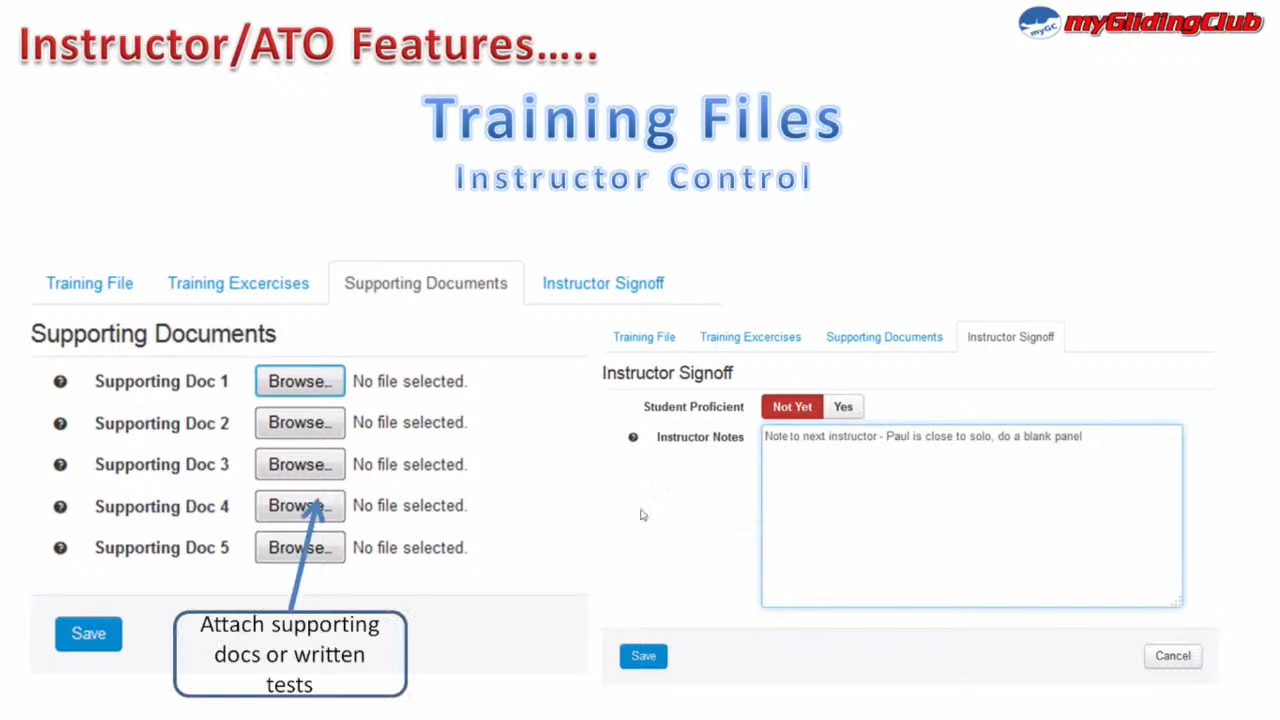 Instructor/ATO Features.....
myGC myGlidingClub
Training Files
Instructor Control
Training File Training Excercises Supporting Documents Instructor Signoff
Supporting Documents
Supporting Doc 1 Browse... No file selected.
Supporting Doc 2 Browse... No file selected.
Supporting Doc 3 Browse... No file selected.
Supporting Doc 4 Browse... No file selected.
Supporting Doc 5 Browse... No file selected.
Save
Attach supporting
docs or written
tests
Training File Training Excercises Supporting Documents Instructor Signoff
Instructor Signoff
Student Proficient Not Yet Yes
Instructor Notes Note to next instructor - Paul is close to solo, do a blank panel
Save Cancel